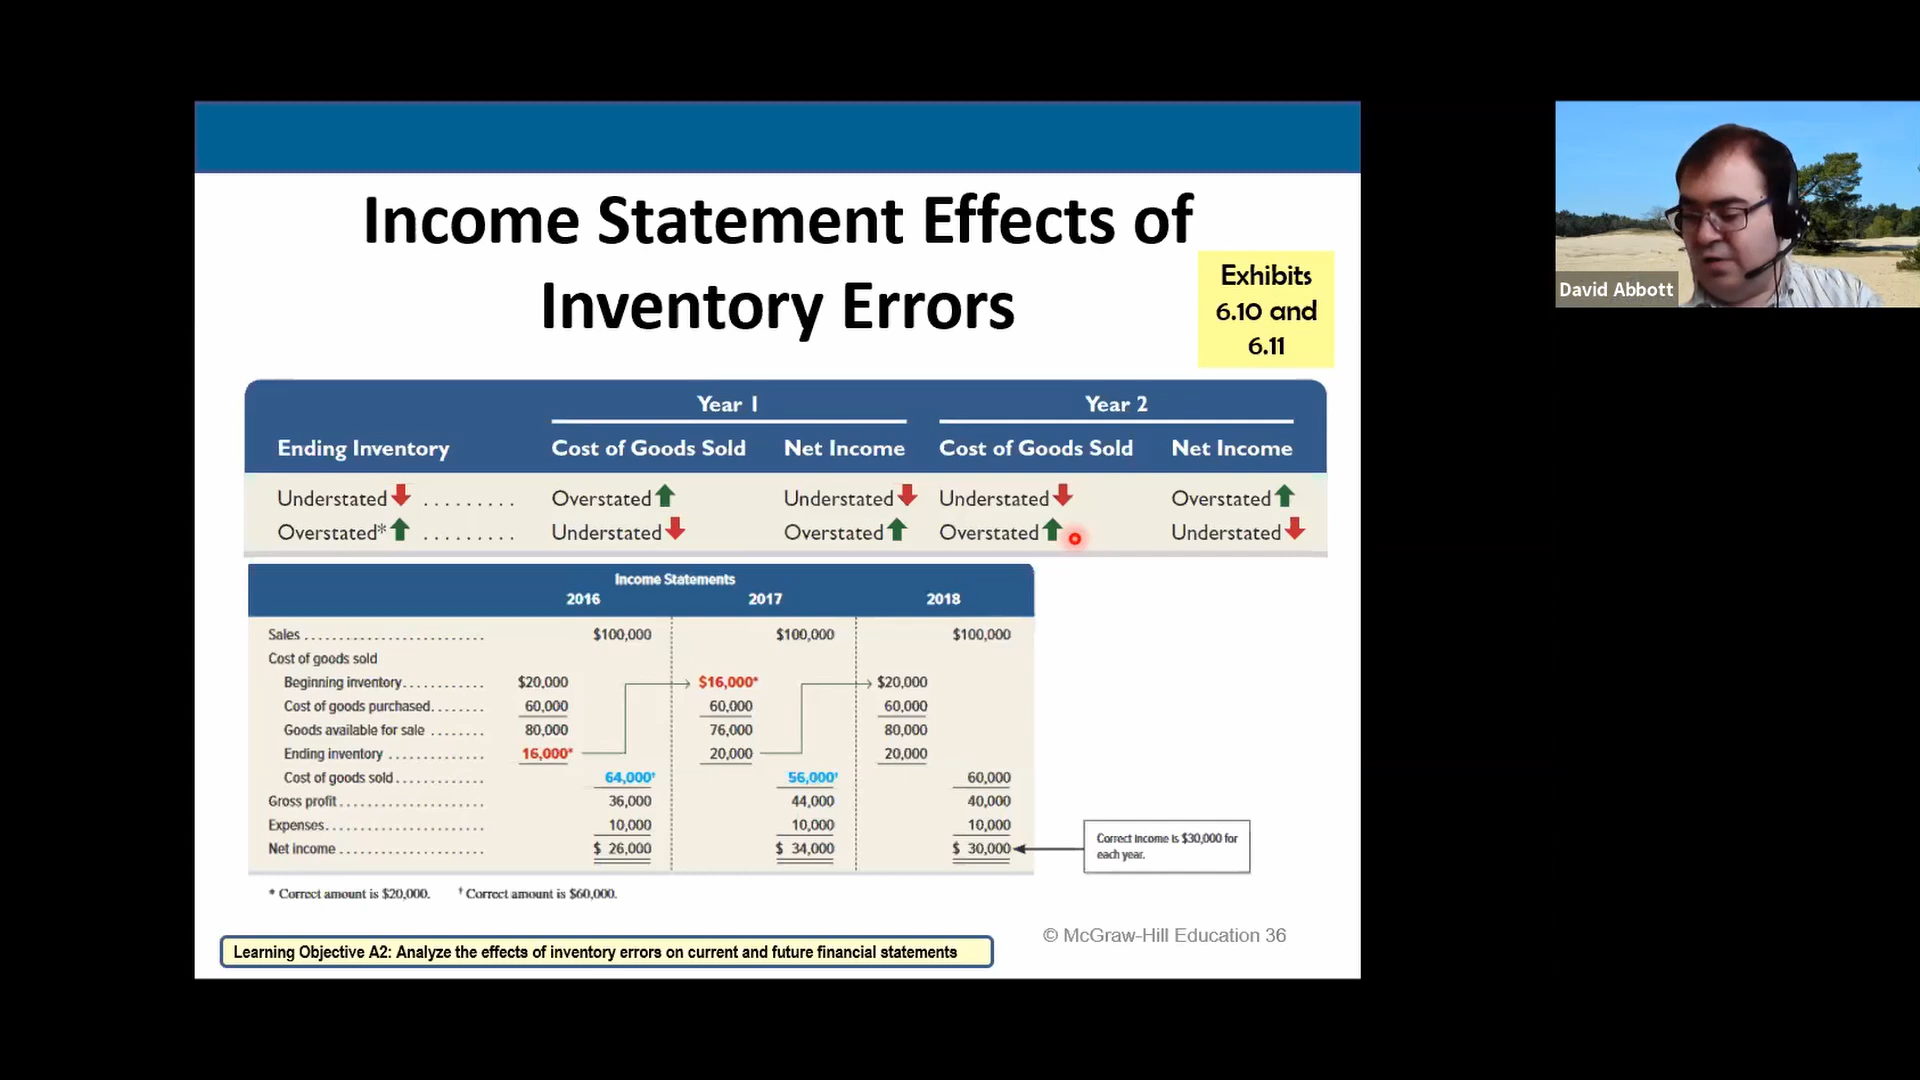 Income Statement Effects of
Inventory Errors
Exhibits
6.10 and
6.11
David Abbott
Year 1 Year 2
Ending Inventory Cost of Goods Sold Net Income Cost of Goods Sold Net Income
Understated ......... Overstated Understated Understated Overstated
Overstated* ......... Understated Overstated Overstated Understated
Income Statements
2016 2017 2018
Sales ........................ $100,000 $100,000 $100,000
Cost of goods sold
Beginning inventory............ $20,000 $16,000* $20,000
Cost of goods purchased........ 60,000 60,000 60,000
Goods available for sale ........ 80,000 76,000 80,000
Ending inventory .............. 16,000* 20,000 20,000
Cost of goods sold............. 64,000† 56,000† 60,000
Gross profit..................... 36,000 44,000 40,000
Expenses....................... 10,000 10,000 10,000
Net income ..................... $ 26,000 $ 34,000 $ 30,000
Correct income is $30,000 for
each year.
* Correct amount is $20,000. † Correct amount is $60,000.
© McGraw-Hill Education 36
Learning Objective A2: Analyze the effects of inventory errors on current and future financial statements